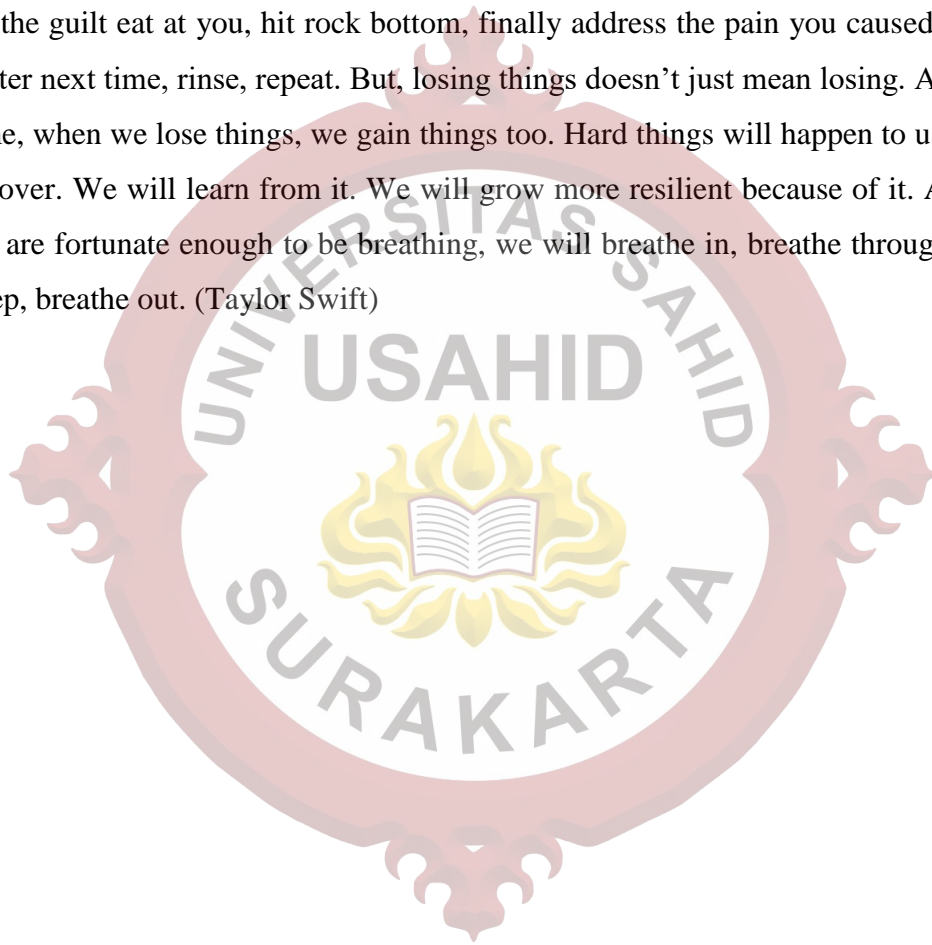 the guilt eat at you, hit rock bottom, finally address the pain you caused,
ter next time, rinse, repeat. But, losing things doesn’t just mean losing. A
e, when we lose things, we gain things too. Hard things will happen to u
over. We will learn from it. We will grow more resilient because of it. A
are fortunate enough to be breathing, we will breathe in, breathe throug
ep, breathe out. (Taylor Swift)
UNIVERSITAS SAHID
USAHID
SURAKARTA